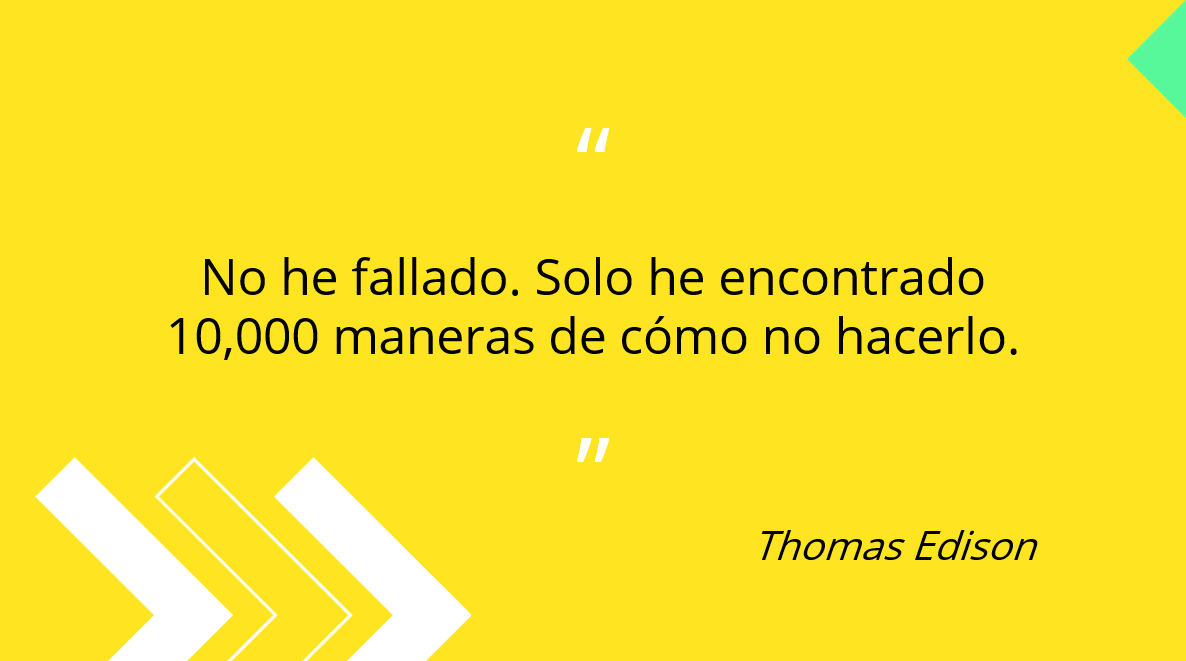 “
No he fallado. Solo he encontrado
10,000 maneras de cómo no hacerlo.
”
Thomas Edison